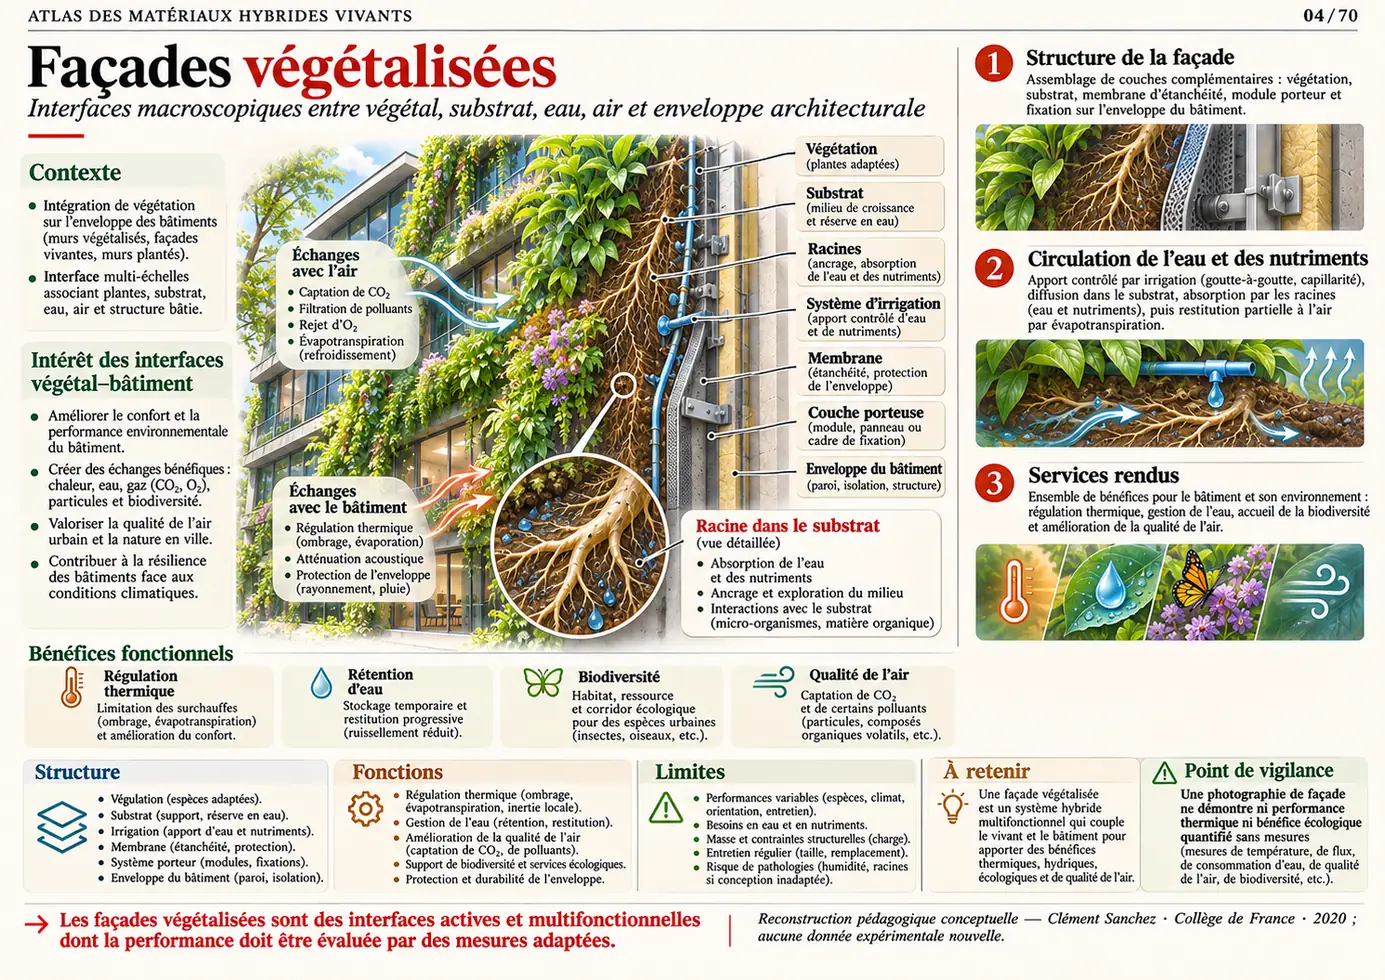 ATLAS DES MATÉRIAUX HYBRIDES VIVANTS
04/70
Façades végétalisées
Interfaces macroscopiques entre végétal, substrat, eau, air et enveloppe architecturale
Contexte
• Intégration de végétation
sur l'enveloppe des bâtiments
(murs végétalisés, façades
vivantes, murs plantés).
• Interface multi-échelles
associant plantes, substrat,
eau, air et structure bâtie.
Intérêt des interfaces
végétal–bâtiment
• Améliorer le confort et la
performance environnementale
du bâtiment.
• Créer des échanges bénéfiques :
chaleur, eau, gaz (CO₂, O₂),
particules et biodiversité.
• Valoriser la qualité de l'air
urbain et la nature en ville.
• Contribuer à la résilience
des bâtiments face aux
conditions climatiques.
Échanges
avec l'air
• Captation de CO₂
• Filtration de polluants
• Rejet d'O₂
• Évapotranspiration
(refroidissement)
Échanges
avec le bâtiment
• Régulation thermique
(ombrage, évaporation)
• Atténuation acoustique
• Protection de l'enveloppe
(rayonnement, pluie)
Végétation
(plantes adaptées)
Substrat
(milieu de croissance
et réserve en eau)
Racines
(ancrage, absorption
de l'eau et des nutriments)
Système d'irrigation
(apport contrôlé d'eau
et de nutriments)
Membrane
(étanchéité, protection
de l'enveloppe)
Couche porteuse
(module, panneau ou
cadre de fixation)
Enveloppe du bâtiment
(paroi, isolation, structure)
Racine dans le substrat
(vue détaillée)
• Absorption de l'eau
et des nutriments
• Ancrage et exploration du milieu
• Interactions avec le substrat
(micro-organismes, matière organique)
1 Structure de la façade
Assemblage de couches complémentaires : végétation,
substrat, membrane d'étanchéité, module porteur et
fixation sur l'enveloppe du bâtiment.
2 Circulation de l'eau et des nutriments
Apport contrôlé par irrigation (goutte-à-goutte, capillarité),
diffusion dans le substrat, absorption par les racines
(eau et nutriments), puis restitution partielle à l'air
par évapotranspiration.
3 Services rendus
Ensemble de bénéfices pour le bâtiment et son environnement :
régulation thermique, gestion de l'eau, accueil de la biodiversité
et amélioration de la qualité de l'air.
Bénéfices fonctionnels
Régulation
thermique
Limitation des surchauffes
(ombrage, évapotranspiration)
et amélioration du confort.
Rétention
d'eau
Stockage temporaire et
restitution progressive
(ruissellement réduit).
Biodiversité
Habitat, ressource
et corridor écologique
pour des espèces urbaines
(insectes, oiseaux, etc.).
Qualité de l'air
Captation de CO₂
et de certains polluants
(particules, composés
organiques volatils, etc.).
Structure
• Végulation (espèces adaptées).
• Substrat (support, réserve en eau).
• Irrigation (apport d'eau et nutriments).
• Membrane (étanchéité, protection).
• Système porteur (modules, fixations).
• Enveloppe du bâtiment (paroi, isolation).
Fonctions
• Régulation thermique (ombrage,
évapotranspiration, inertie locale).
• Gestion de l'eau (rétention, restitution).
• Amélioration de la qualité de l'air
(captation de CO₂, de polluants).
• Support de biodiversité et services écologiques.
• Protection et durabilité de l'enveloppe.
Limites
• Performances variables (espèces, climat,
orientation, entretien).
• Besoins en eau et en nutriments.
• Masse et contraintes structurelles (charge).
• Entretien régulier (taille, remplacement).
• Risque de pathologies (humidité, racines
si conception inadaptée).
À retenir
Une façade végétalisée
est un système hybride
multifonctionnel qui couple
le vivant et le bâtiment pour
apporter des bénéfices
thermiques, hydriques,
écologiques et de qualité de l'air.
Point de vigilance
Une photographie de façade
ne démontre ni performance
thermique ni bénéfice écologique
quantifié sans mesures
(mesures de température, de flux,
de consommation d'eau, de qualité
de l'air, de biodiversité, etc.).
→ Les façades végétalisées sont des interfaces actives et multifonctionnelles
dont la performance doit être évaluée par des mesures adaptées.
Reconstruction pédagogique conceptuelle — Clément Sanchez · Collège de France · 2020 ;
aucune donnée expérimentale nouvelle.